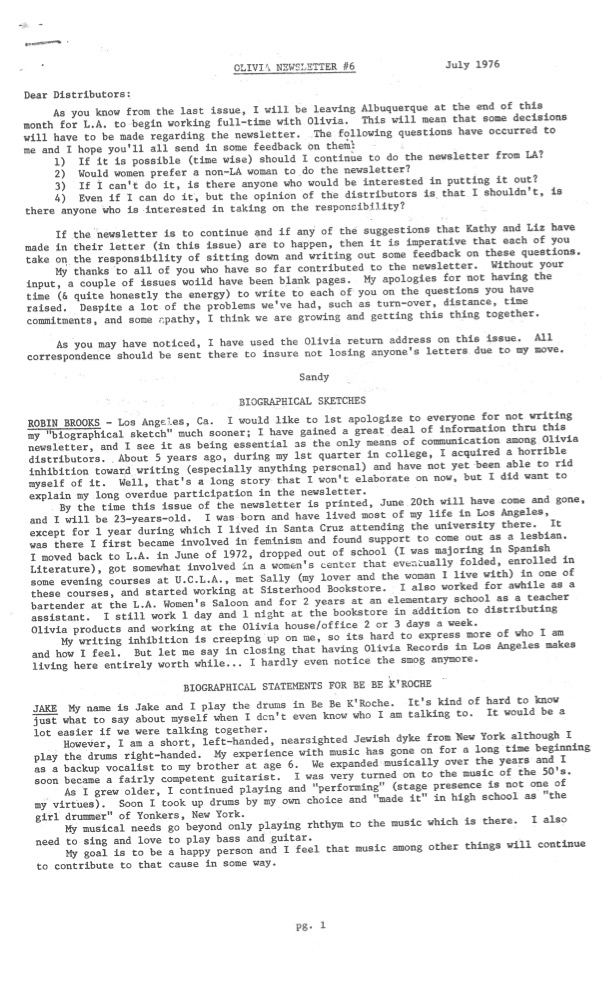 OLIVIA NEWSLETTER #6 July 1976
Dear Distributors:
As you know from the last issue, I will be leaving Albuquerque at the end of this
month for L.A. to begin working full-time with Olivia. This will mean that some decisions
will have to be made regarding the newsletter. The following questions have occurred to
me and I hope you'll all send in some feedback on them:
1) If it is possible (time wise) should I continue to do the newsletter from LA?
2) Would women prefer a non-LA woman to do the newsletter?
3) If I can't do it, is there anyone who would be interested in putting it out?
4) Even if I can do it, but the opinion of the distributors is that I shouldn't, is
there anyone who is interested in taking on the responsibility?
If the newsletter is to continue and if any of the suggestions that Kathy and Liz have
made in their letter (in this issue) are to happen, then it is imperative that each of you
take on the responsibility of sitting down and writing out some feedback on these questions.
My thanks to all of you who have so far contributed to the newsletter. Without your
input, a couple of issues woild have been blank pages. My apologies for not having the
time (& quite honestly the energy) to write to each of you on the questions you have
raised. Despite a lot of the problems we've had, such as turn-over, distance, time
commitments, and some apathy, I think we are growing and getting this thing together.
As you may have noticed, I have used the Olivia return address on this issue. All
correspondence should be sent there to insure not losing anyone's letters due to my move.
Sandy
BIOGRAPHICAL SKETCHES
ROBIN BROOKS - Los Angeles, Ca. I would like to 1st apologize to everyone for not writing
my "biographical sketch" much sooner; I have gained a great deal of information thru this
newsletter, and I see it as being essential as the only means of communication among Olivia
distributors. About 5 years ago, during my 1st quarter in college, I acquired a horrible
inhibition toward writing (especially anything personal) and have not yet been able to rid
myself of it. Well, that's a long story that I won't elaborate on now, but I did want to
explain my long overdue participation in the newsletter.
By the time this issue of the newsletter is printed, June 20th will have come and gone,
and I will be 23-years-old. I was born and have lived most of my life in Los Angeles,
except for 1 year during which I lived in Santa Cruz attending the university there. It
was there I first became involved in feminism and found support to come out as a lesbian.
I moved back to L.A. in June of 1972, dropped out of school (I was majoring in Spanish
Literature), got somewhat involved in a women's center that eventually folded, enrolled in
some evening courses at U.C.L.A., met Sally (my lover and the woman I live with) in one of
these courses, and started working at Sisterhood Bookstore. I also worked for awhile as a
bartender at the L.A. Women's Saloon and for 2 years at an elementary school as a teacher
assistant. I still work 1 day and 1 night at the bookstore in addition to distributing
Olivia products and working at the Olivia house/office 2 or 3 days a week.
My writing inhibition is creeping up on me, so its hard to express more of who I am
and how I feel. But let me say in closing that having Olivia Records in Los Angeles makes
living here entirely worth while... I hardly even notice the smog anymore.
BIOGRAPHICAL STATEMENTS FOR BE BE K'ROCHE
JAKE My name is Jake and I play the drums in Be Be K'Roche. It's kind of hard to know
just what to say about myself when I don't even know who I am talking to. It would be a
lot easier if we were talking together.
However, I am a short, left-handed, nearsighted Jewish dyke from New York although I
play the drums right-handed. My experience with music has gone on for a long time beginning
as a backup vocalist to my brother at age 6. We expanded musically over the years and I
soon became a fairly competent guitarist. I was very turned on to the music of the 50's.
As I grew older, I continued playing and "performing" (stage presence is not one of
my virtues). Soon I took up drums by my own choice and "made it" in high school as "the
girl drummer" of Yonkers, New York.
My musical needs go beyond only playing rhthym to the music which is there. I also
need to sing and love to play bass and guitar.
My goal is to be a happy person and I feel that music among other things will continue
to contribute to that cause in some way.
pg. 1